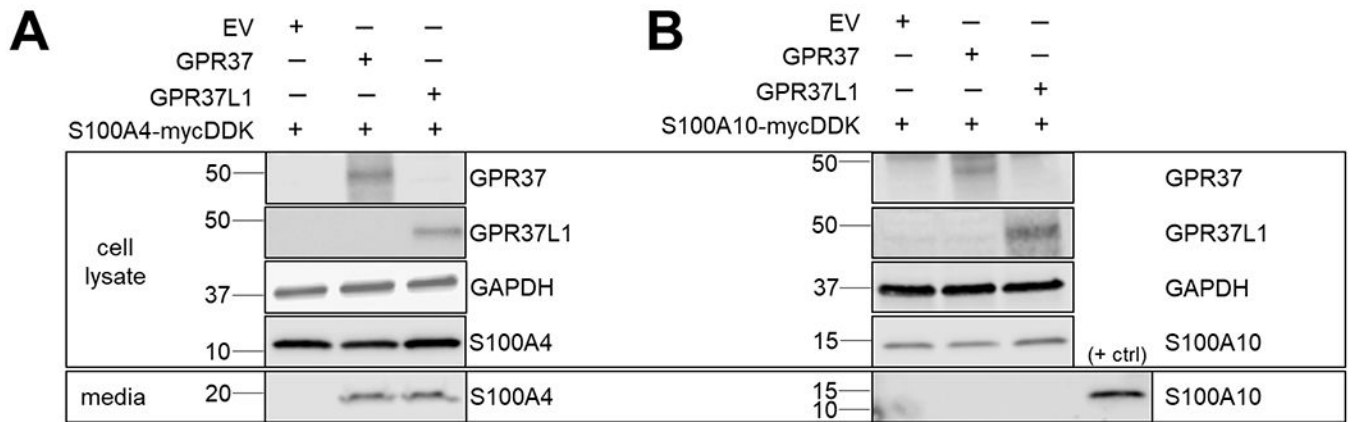 A
EV + − −
GPR37 − + −
GPR37L1 − − +
S100A4-mycDDK + + +
cell lysate
50 GPR37
50 GPR37L1
37 GAPDH
10 S100A4
media 20 S100A4
B
EV + − −
GPR37 − + −
GPR37L1 − − +
S100A10-mycDDK + + +
50 GPR37
50 GPR37L1
37 GAPDH
15 (+ ctrl) S100A10
15
10 S100A10